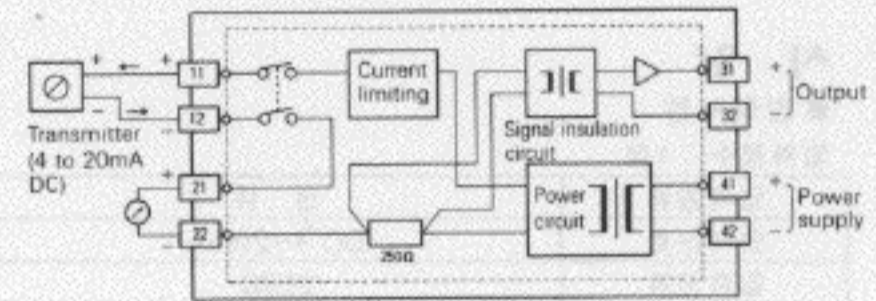 +
+
11
Current
limiting
31
+
Output
12
32
-
-
-
Transmitter
(4 to 20mA
DC)
Signal insulation
circuit
+
21
Power
circuit
41
+
Power
supply
22
42
-
-
250Ω